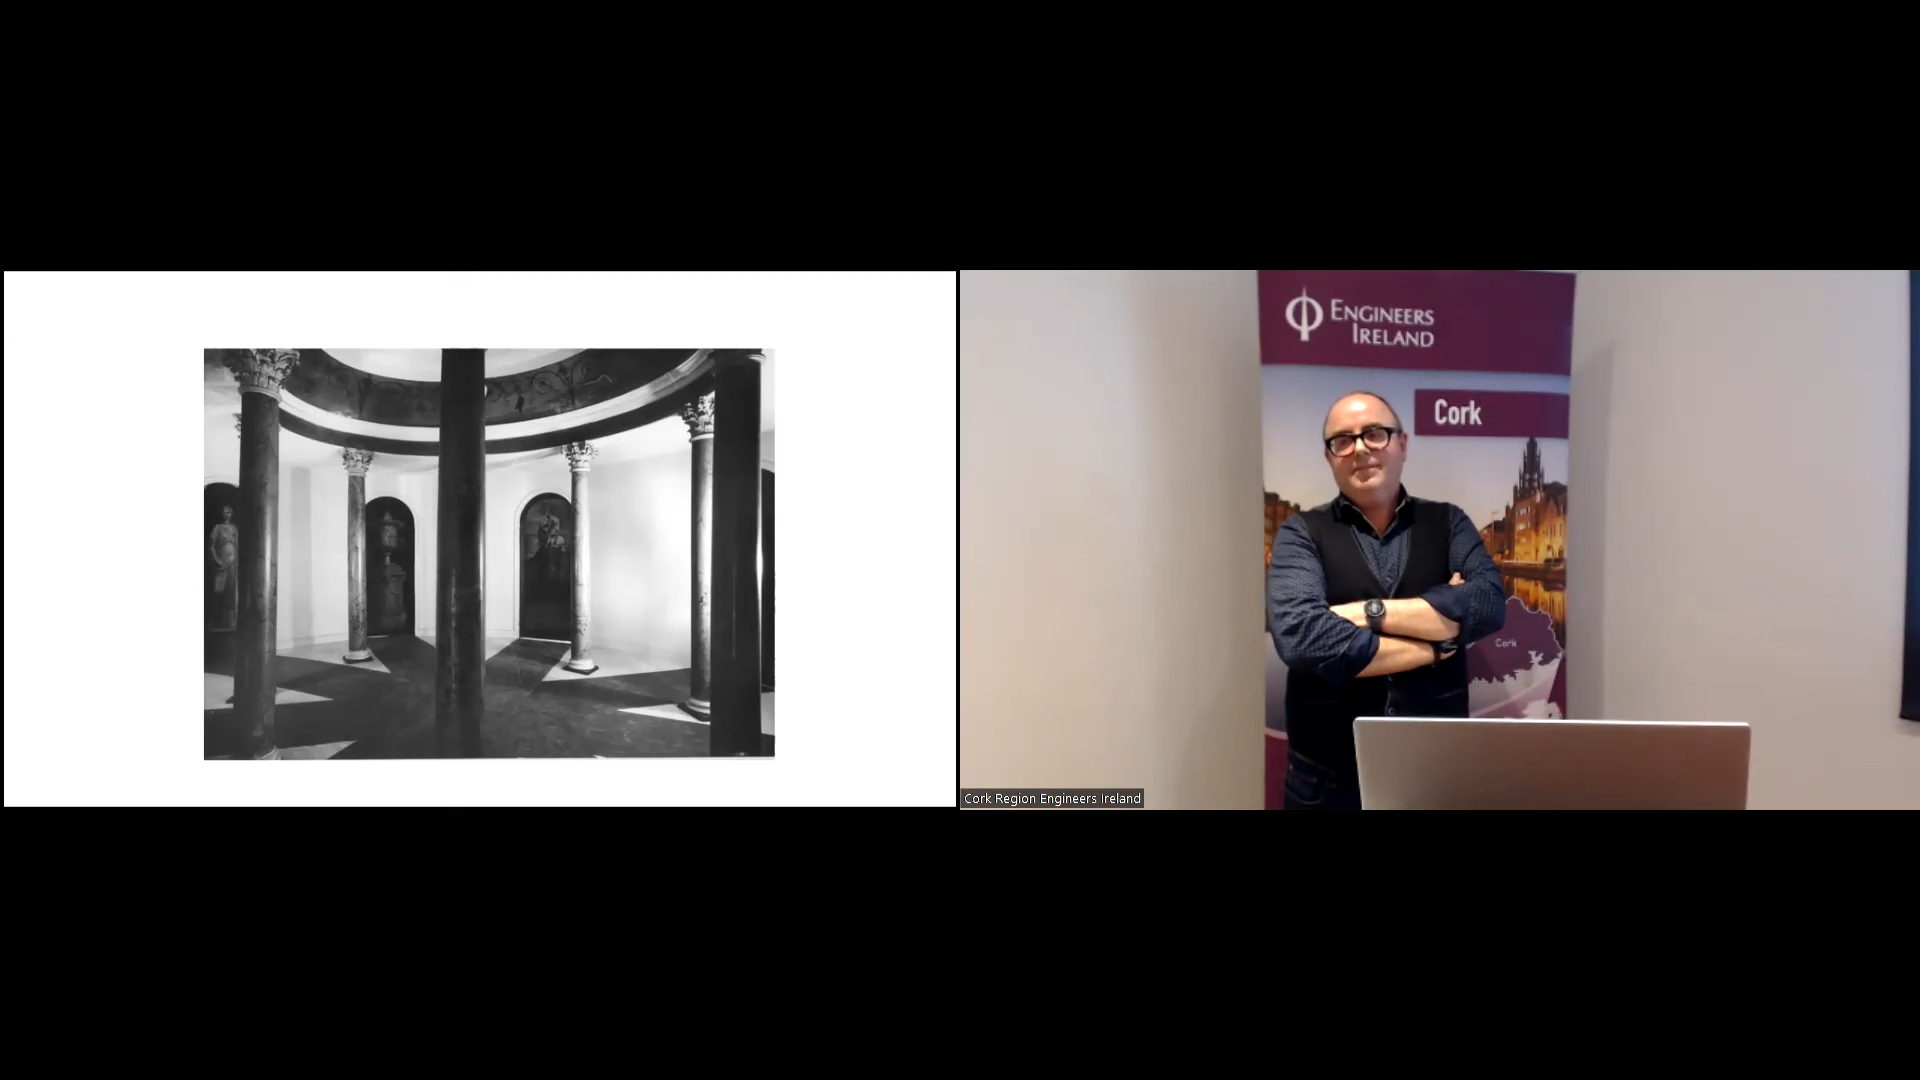 ENGINEERS
IRELAND
Cork
Cork
Cork Region Engineers Ireland